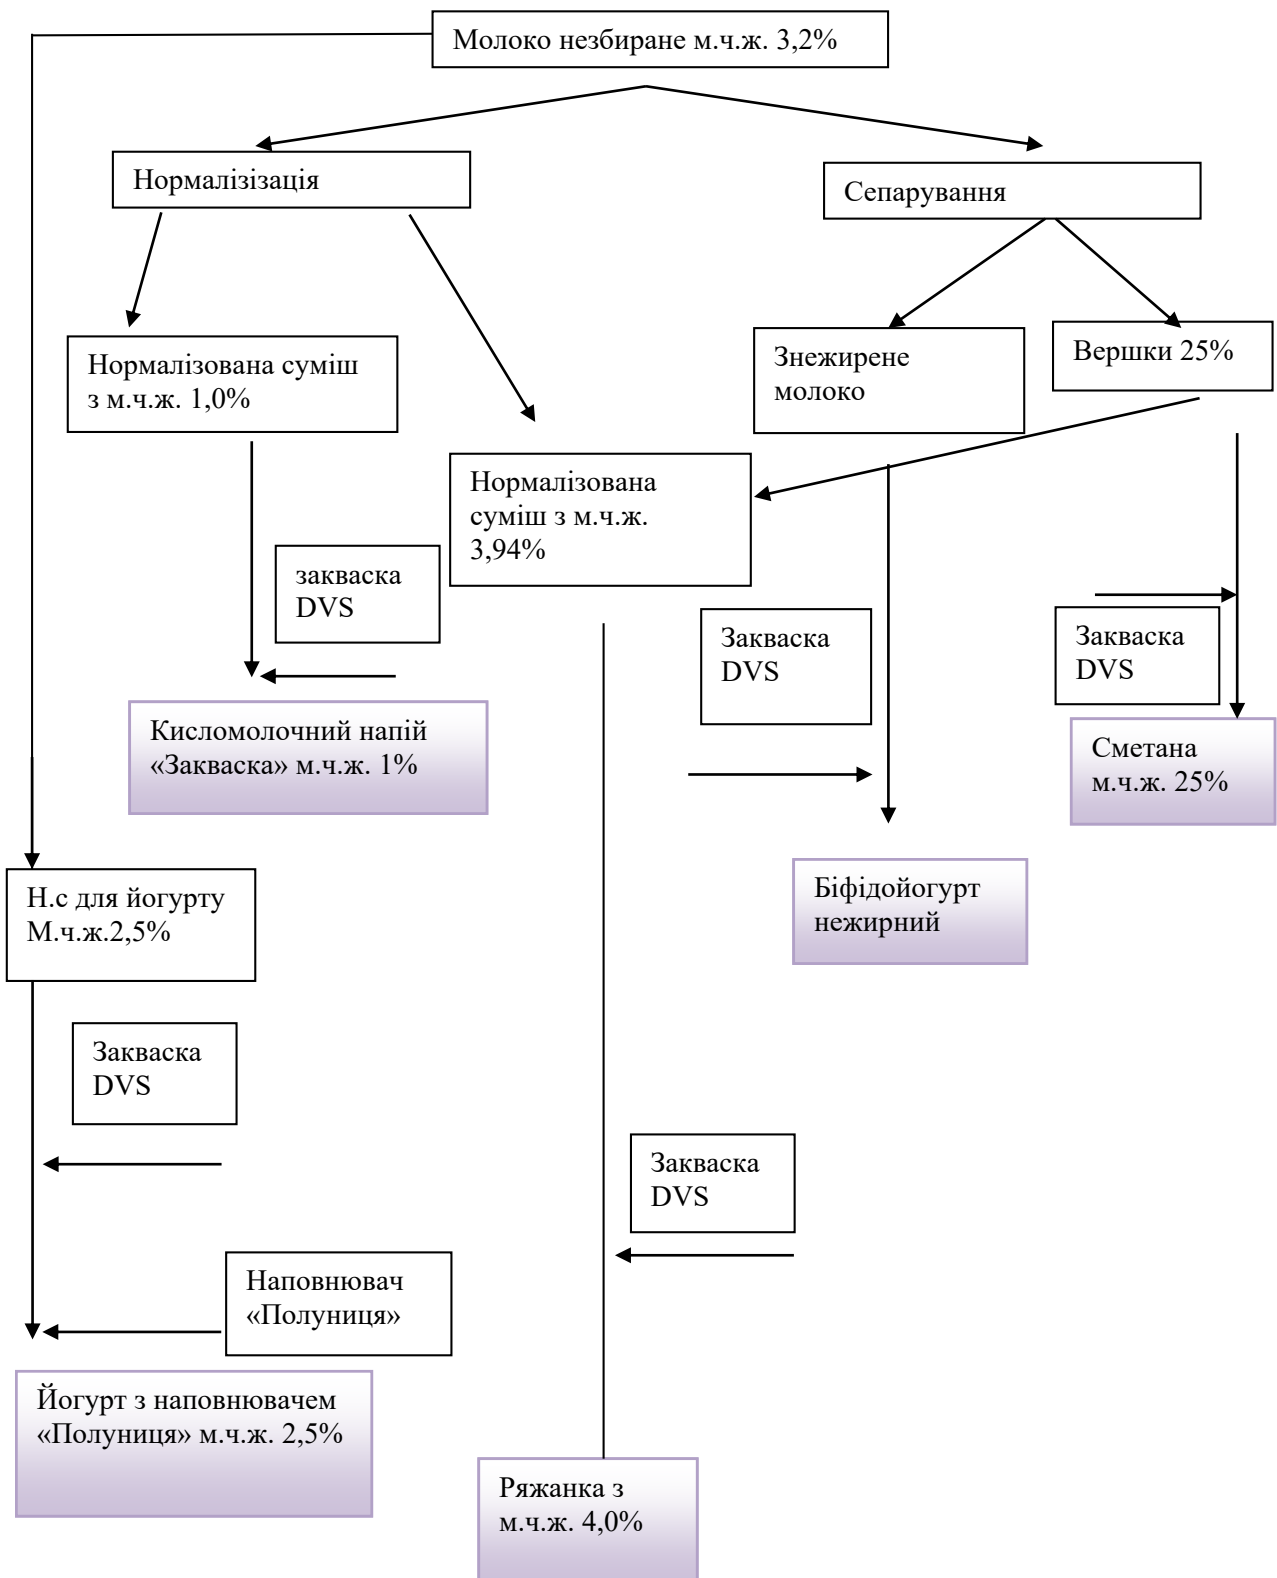 Молоко незбиране м.ч.ж. 3,2%
Нормалізізація
Сепарування
Нормалізована суміш
з м.ч.ж. 1,0%
Знежирене
молоко
Вершки 25%
Нормалізована
суміш з м.ч.ж.
3,94%
закваска
DVS
Закваска
DVS
Закваска
DVS
Кисломолочний напій
«Закваска» м.ч.ж. 1%
Сметана
м.ч.ж. 25%
Н.с для йогурту
М.ч.ж.2,5%
Біфідойогурт
нежирний
Закваска
DVS
Закваска
DVS
Наповнювач
«Полуниця»
Йогурт з наповнювачем
«Полуниця» м.ч.ж. 2,5%
Ряжанка з
м.ч.ж. 4,0%